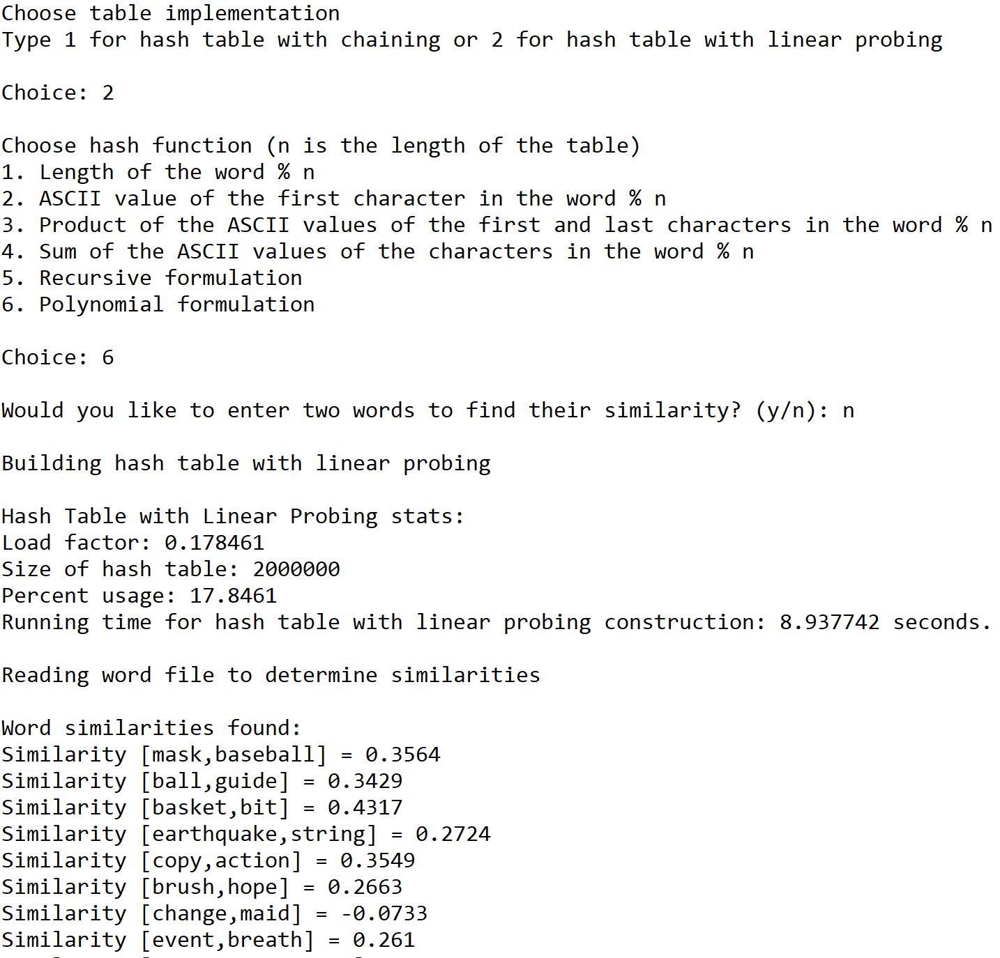 Choose table implementation
Type 1 for hash table with chaining or 2 for hash table with linear probing
Choice: 2
Choose hash function (n is the length of the table)
1. Length of the word % n
2. ASCII value of the first character in the word % n
3. Product of the ASCII values of the first and last characters in the word % n
4. Sum of the ASCII values of the characters in the word % n
5. Recursive formulation
6. Polynomial formulation
Choice: 6
Would you like to enter two words to find their similarity? (y/n): n
Building hash table with linear probing
Hash Table with Linear Probing stats:
Load factor: 0.178461
Size of hash table: 2000000
Percent usage: 17.8461
Running time for hash table with linear probing construction: 8.937742 seconds.
Reading word file to determine similarities
Word similarities found:
Similarity [mask,baseball] = 0.3564
Similarity [ball,guide] = 0.3429
Similarity [basket,bit] = 0.4317
Similarity [earthquake,string] = 0.2724
Similarity [copy,action] = 0.3549
Similarity [brush,hope] = 0.2663
Similarity [change,maid] = -0.0733
Similarity [event,breath] = 0.261